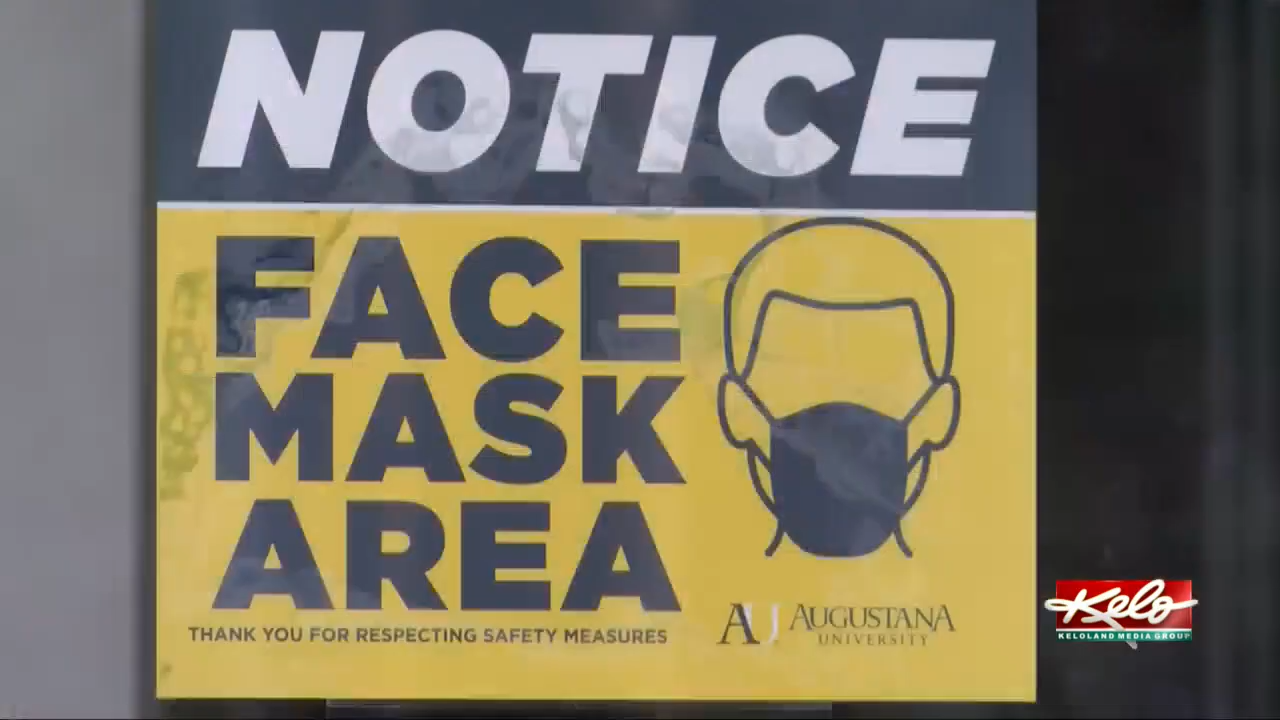 NOTICE
FACE
MASK
AREA
THANK YOU FOR RESPECTING SAFETY MEASURES
AU AUGUSTANA
UNIVERSITY
Kelo
KELOLAND MEDIA GROUP